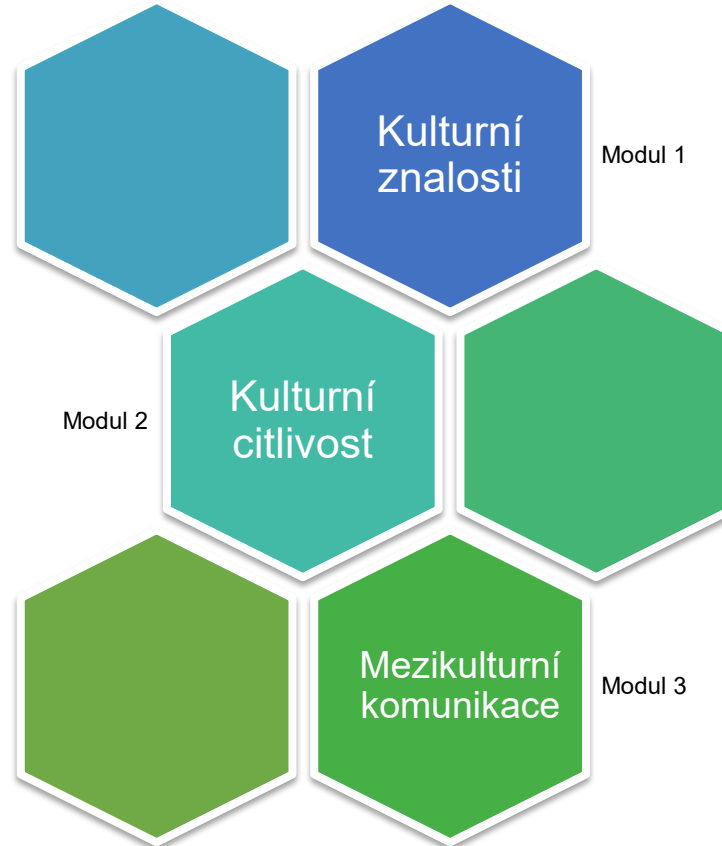 Kulturní
znalosti
Modul 1
Modul 2
Kulturní
citlivost
Mezikulturní
komunikace
Modul 3